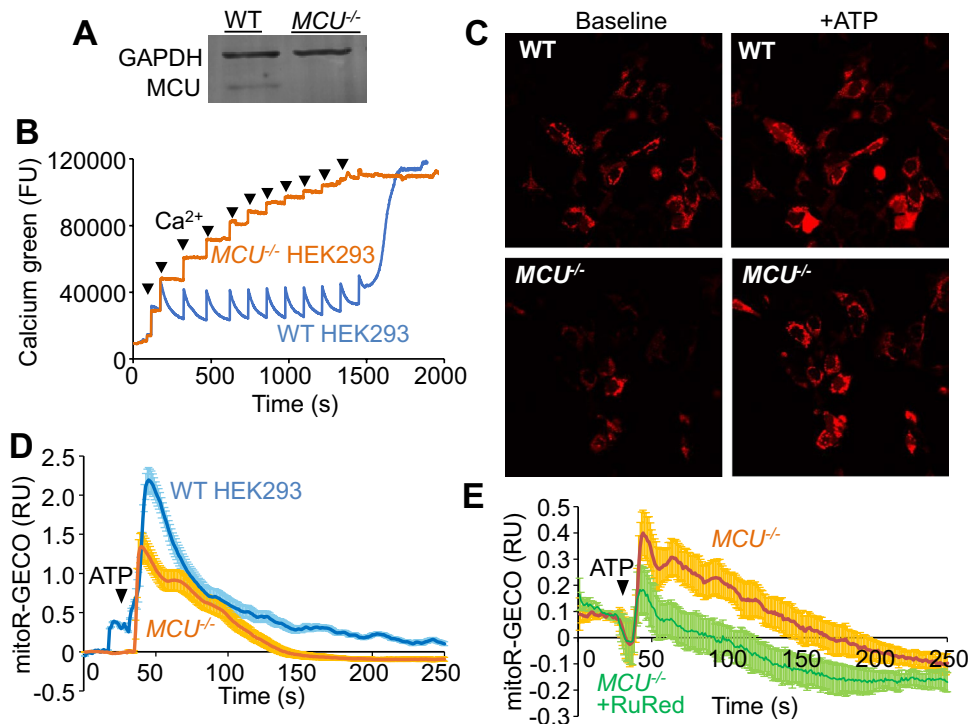 A
WT MCU-/-
GAPDH
MCU
B
Calcium green (FU)
120000
80000
40000
0
Ca2+
MCU-/- HEK293
WT HEK293
0 500 1000 1500 2000
Time (s)
C
Baseline +ATP
WT WT
MCU-/- MCU-/-
D
mitoR-GECO (RU)
2.5
2.0
1.5
1.0
0.5
0
-0.5
WT HEK293
ATP
MCU-/-
0 50 100 150 200 250
Time (s)
E
mitoR-GECO (RU)
0.5
0.4
0.3
0.2
0.1
0
-0.1
-0.2
-0.3
MCU-/-
ATP
0 50 100 150 200 250
MCU-/-
+RuRed
Time (s)